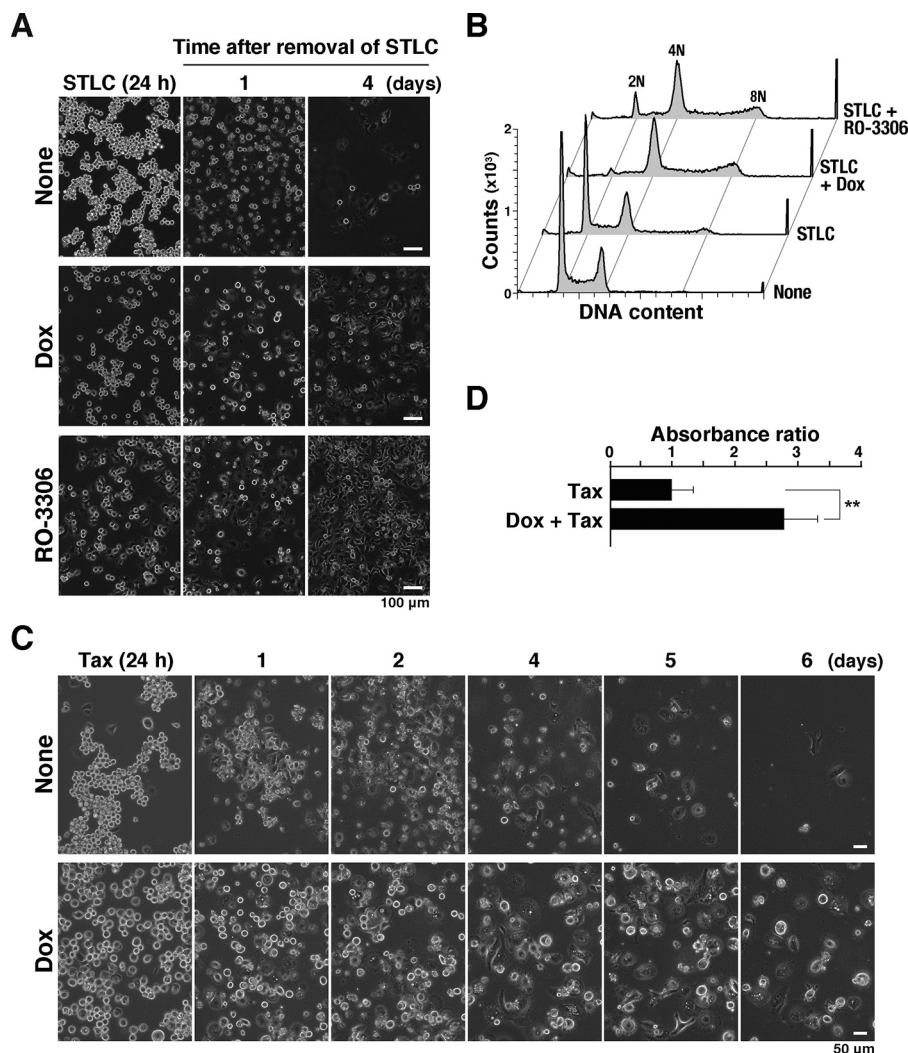 A
Time after removal of STLC
STLC (24 h) 1 4 (days)
None
Dox
RO-3306
100 µm
B
2N 4N 8N
STLC +
RO-3306
STLC
+ Dox
STLC
None
Counts (x10³)
2
1
0
DNA content
D
Absorbance ratio
0 1 2 3 4
Tax
Dox + Tax
**
C
Tax (24 h) 1 2 4 5 6 (days)
None
Dox
50 µm